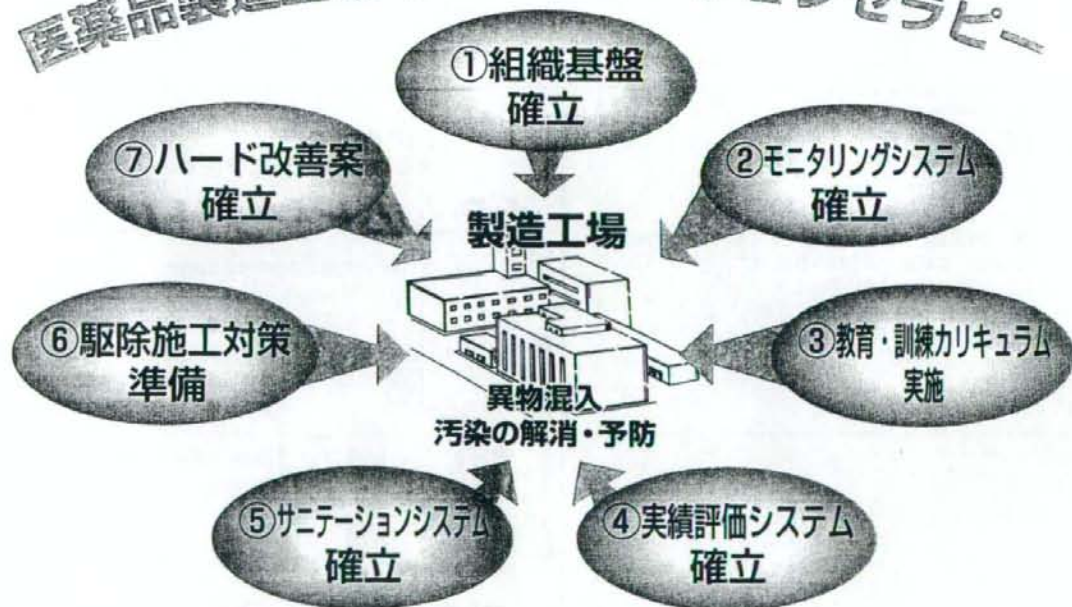 医薬品製造
セラピー
①組織基盤
確立
②モニタリングシステム
確立
③教育・訓練カリキュラム
実施
④実績評価システム
確立
⑤サニテーションシステム
確立
⑥駆除施工対策
準備
⑦ハード改善案
確立
製造工場
異物混入
汚染の解消・予防